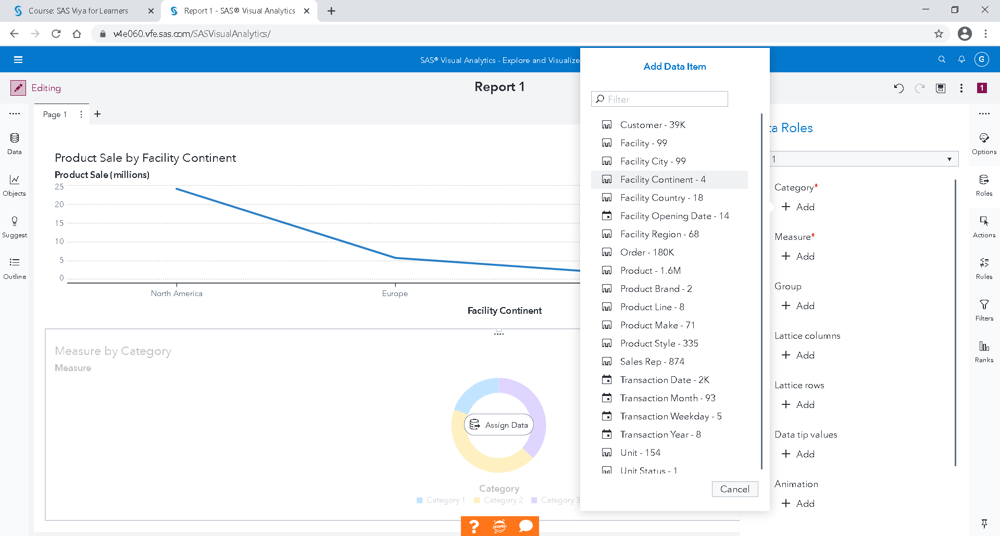 Course: SAS Viya for Learners
Report 1 - SAS® Visual Analytics
v4e060.vfe.sas.com/SASVisualAnalytics/
SAS® Visual Analytics - Explore and Visualize
G
Editing
Report 1
1
Page 1
Data
Objects
Suggest
Outline
Product Sale by Facility Continent
Product Sale (millions)
25
20
15
10
5
0
North America
Europe
Facility Continent
Measure by Category
Measure
Assign Data
Category
Category 1
Category 2
Category 3
jupyter
Add Data Item
Filter
Customer - 39K
Facility - 99
Facility City - 99
Facility Continent - 4
Facility Country - 18
Facility Opening Date - 14
Facility Region - 68
Order - 180K
Product - 1.6M
Product Brand - 2
Product Line - 8
Product Make - 71
Product Style - 335
Sales Rep - 874
Transaction Date - 2K
Transaction Month - 93
Transaction Weekday - 5
Transaction Year - 8
Unit - 154
Unit Status - 1
Cancel
ta Roles
1
Category*
Add
Measure*
Add
Group
Add
Lattice columns
Add
Lattice rows
Add
Data tip values
Add
Animation
Add
Options
Roles
Actions
Rules
Filters
Ranks